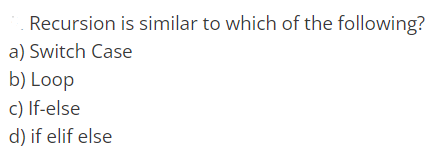 Recursion is similar to which of the following?
a) Switch Case
b) Loop
c) If-else
d) if elif else